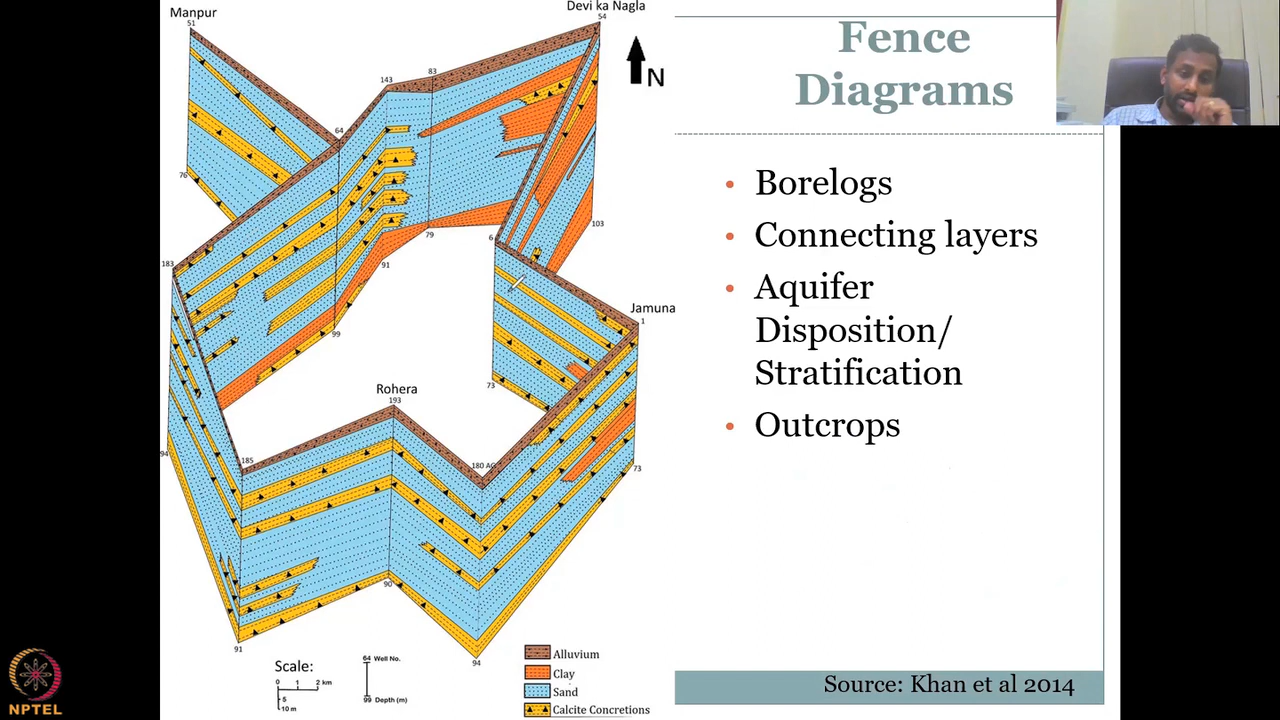 Manpur
51
Devi ka Nagla
54
N
143
83
64
76
183
6
103
79
91
99
Jamuna
1
73
Rohera
193
94
185
180 AG
73
90
91
94
Scale:
0 1 2 km
5
10 m
64 Well No.
99 Depth (m)
Alluvium
Clay
Sand
Calcite Concretions
Fence
Diagrams
• Borelogs
• Connecting layers
• Aquifer
Disposition/
Stratification
• Outcrops
Source: Khan et al 2014
NPTEL